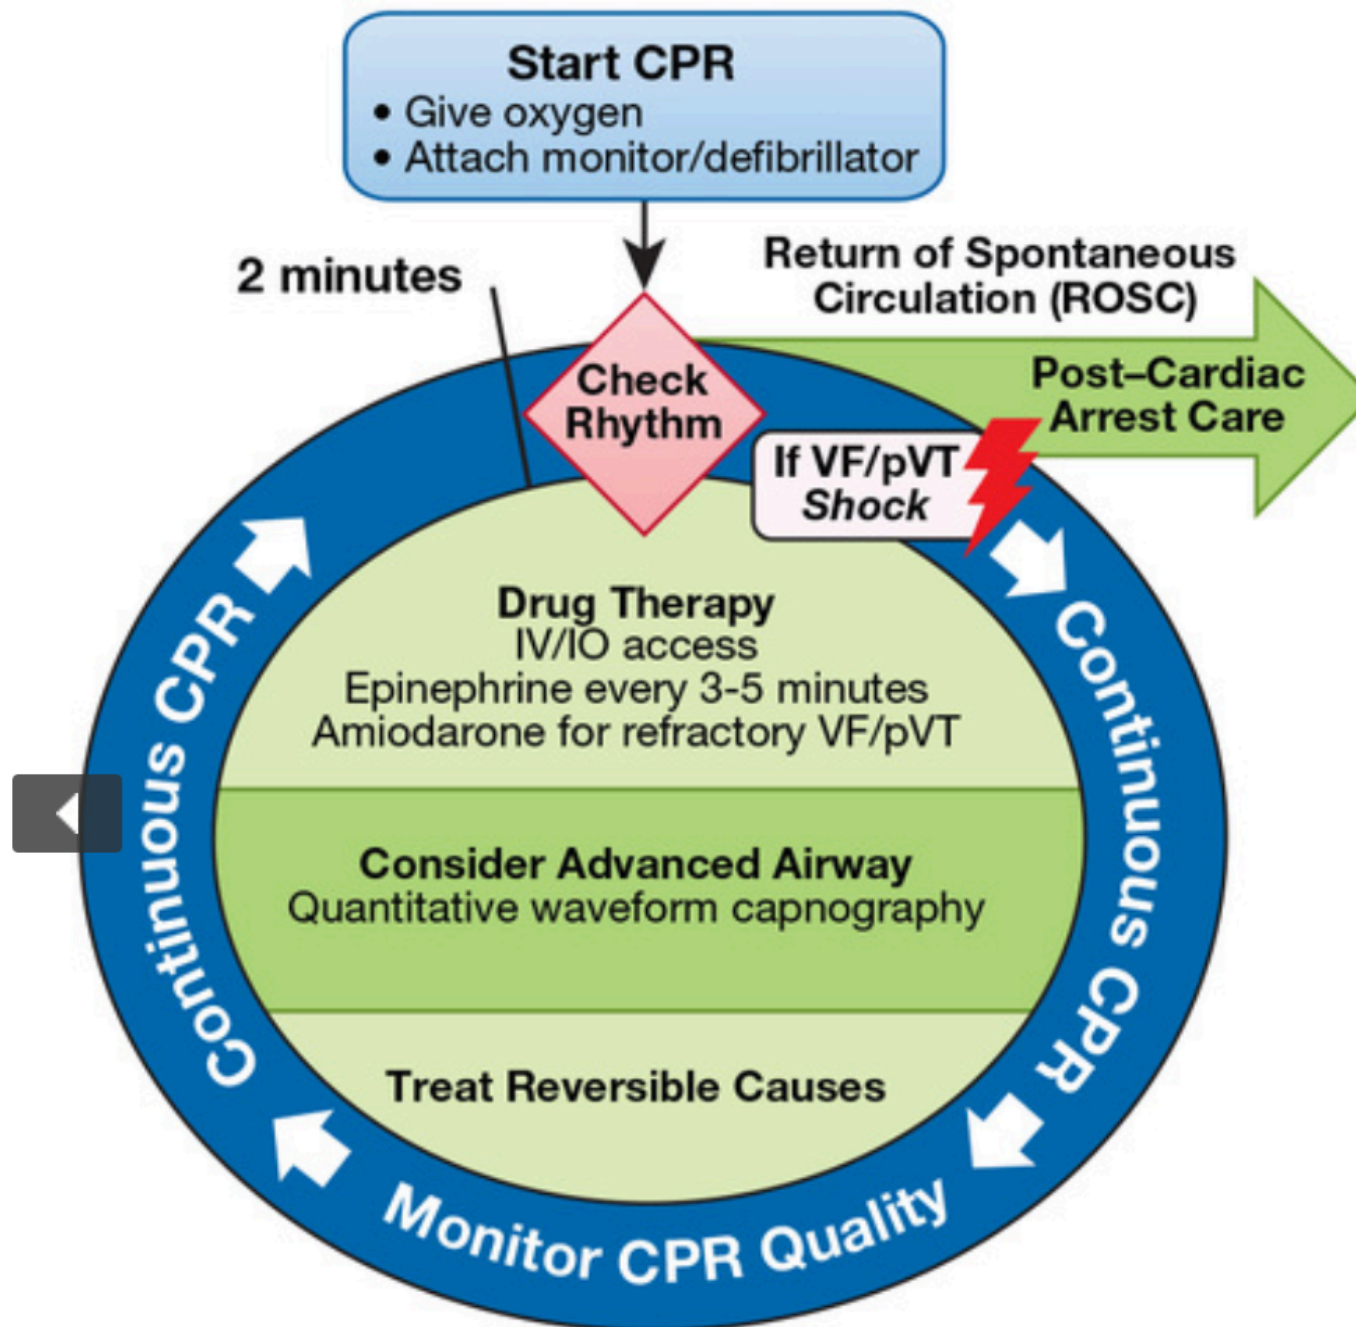 Start CPR
• Give oxygen
• Attach monitor/defibrillator
2 minutes
Return of Spontaneous
Circulation (ROSC)
Check
Rhythm
Post–Cardiac
Arrest Care
If VF/pVT
Shock
Drug Therapy
IV/IO access
Epinephrine every 3-5 minutes
Amiodarone for refractory VF/pVT
Consider Advanced Airway
Quantitative waveform capnography
Treat Reversible Causes
Continuous CPR
Monitor CPR Quality
Continuous CPR